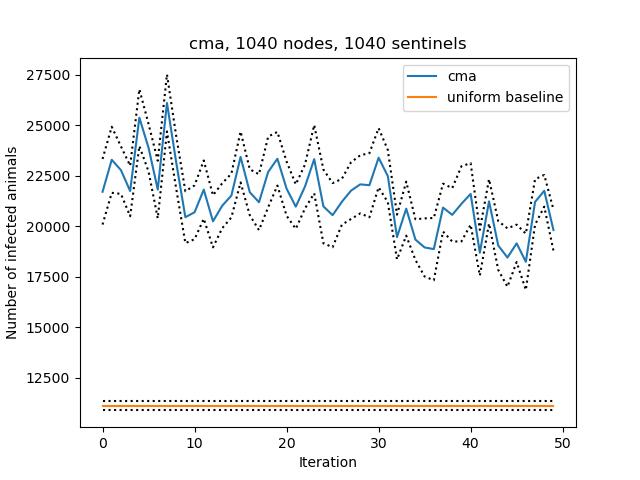 cma, 1040 nodes, 1040 sentinels
27500
25000
22500
20000
17500
15000
12500
Number of infected animals
cma
uniform baseline
0
10
20
30
40
50
Iteration